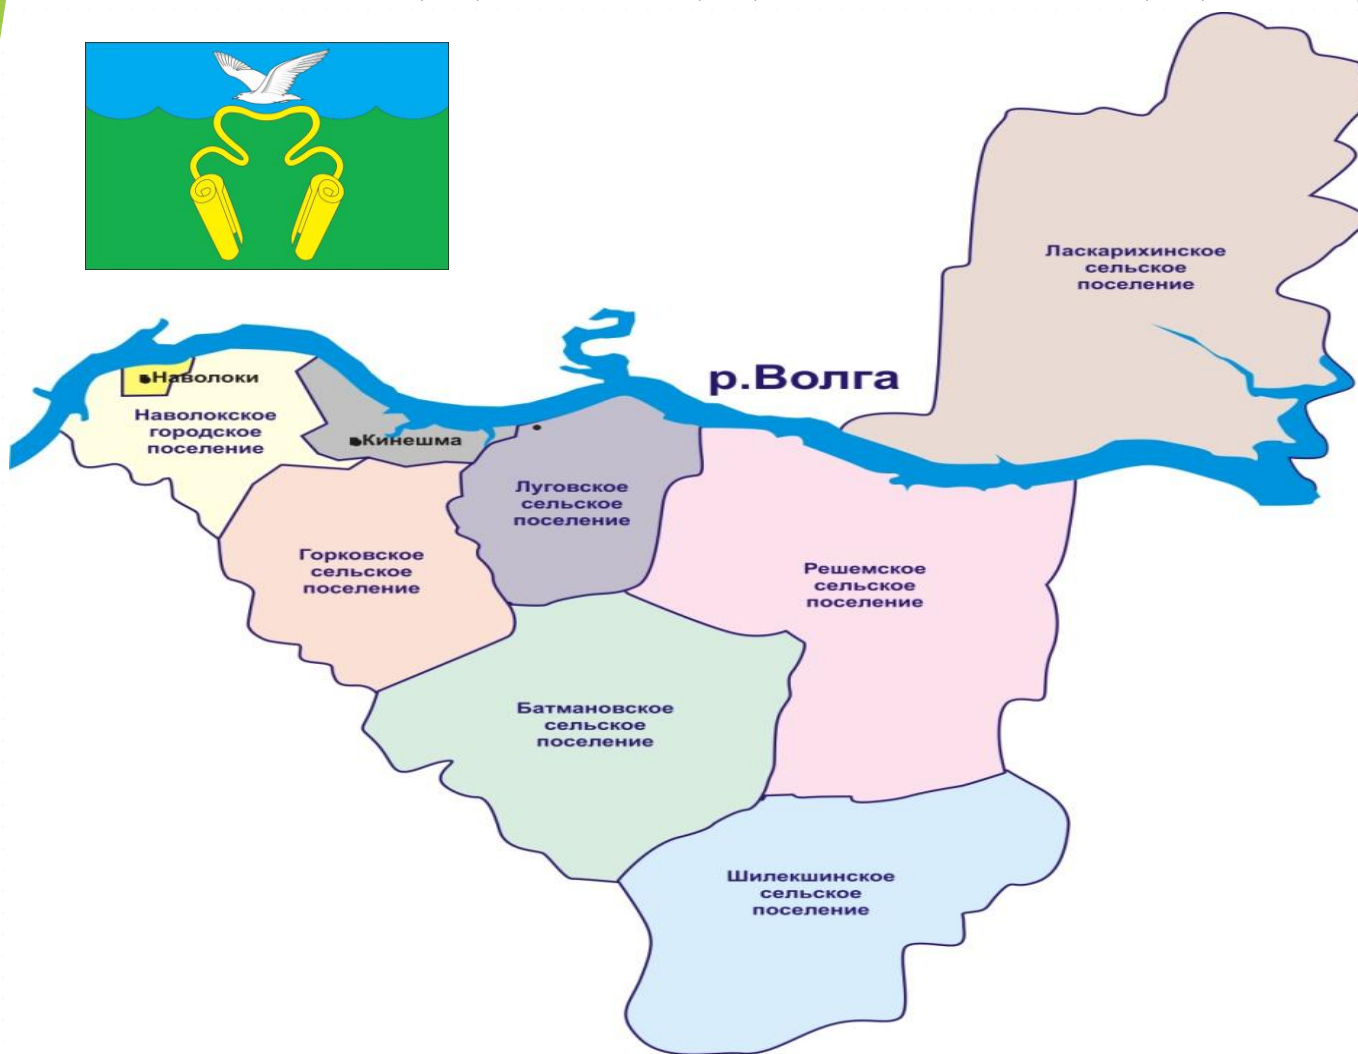 Ласкарихинское
сельское
поселение
р.Волга
Наволоки
Наволокское
городское
поселение
Кинешма
Луговское
сельское
поселение
Горковское
сельское
поселение
Решемское
сельское
поселение
Батмановское
сельское
поселение
Шилекшинское
сельское
поселение